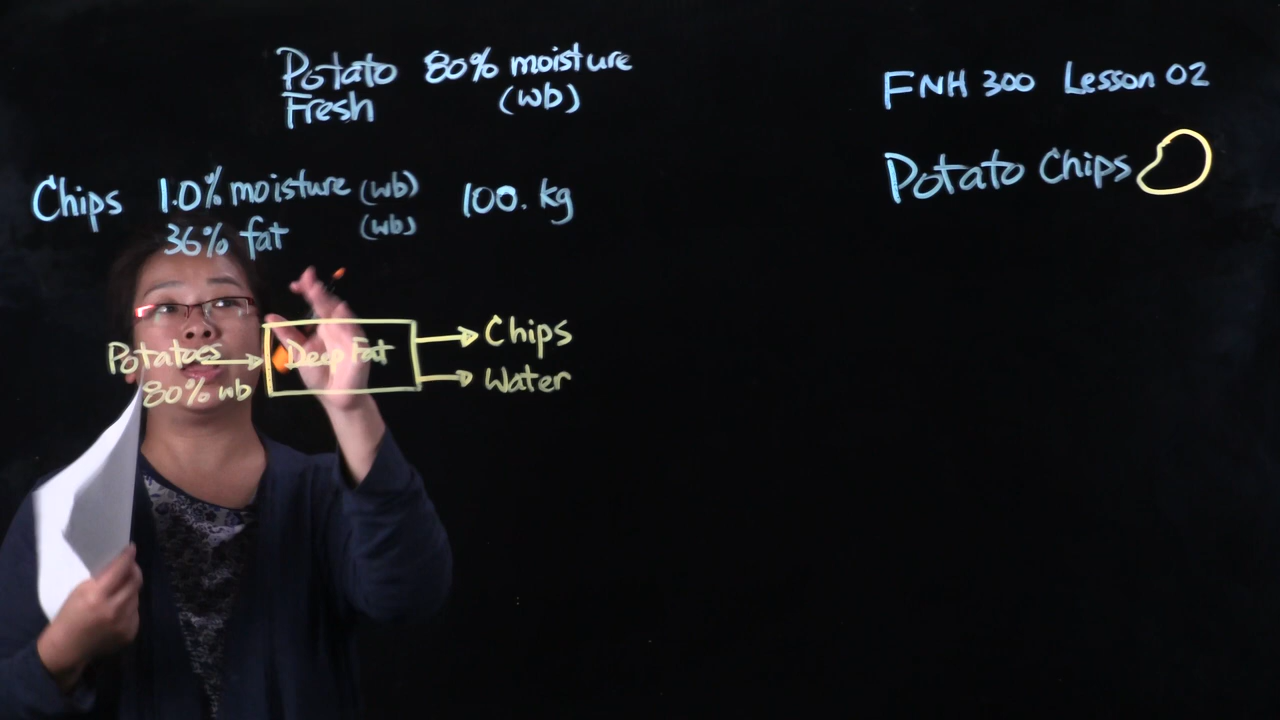 Potato 80% moisture
Fresh (wb)
FNH 300 Lesson 02
Potato Chips
Chips 1.0% moisture (wb) 100. kg
36% fat (wb)
Potatoes
80% wb
Deep Fat
Chips
Water